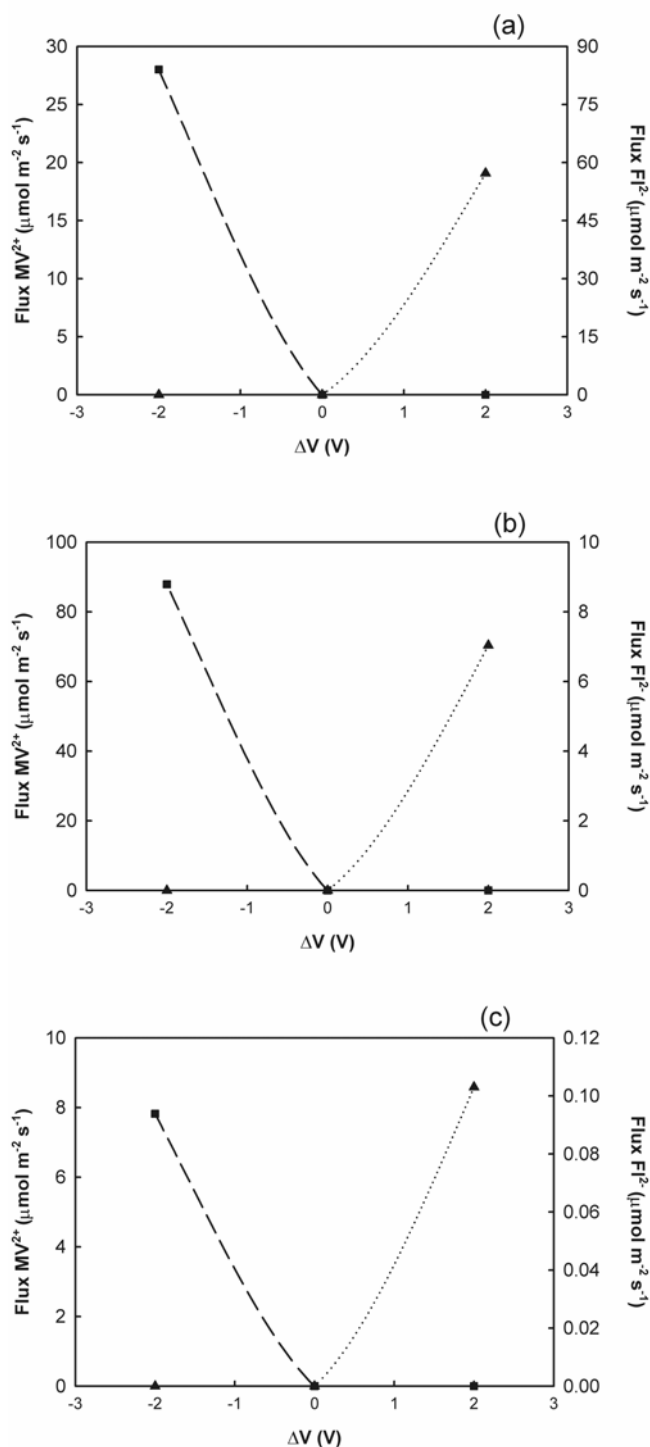 (a)
30
25
20
15
10
5
0
Flux MV²⁺ (μmol m⁻² s⁻¹)
90
75
60
45
30
15
0
Flux Fl²⁻ (μmol m⁻² s⁻¹)
-3 -2 -1 0 1 2 3
ΔV (V)
(b)
100
80
60
40
20
0
Flux MV²⁺ (μmol m⁻² s⁻¹)
10
8
6
4
2
0
Flux Fl²⁻ (μmol m⁻² s⁻¹)
-3 -2 -1 0 1 2 3
ΔV (V)
(c)
10
8
6
4
2
0
Flux MV²⁺ (μmol m⁻² s⁻¹)
0.12
0.10
0.08
0.06
0.04
0.02
0.00
Flux Fl²⁻ (μmol m⁻² s⁻¹)
-3 -2 -1 0 1 2 3
ΔV (V)